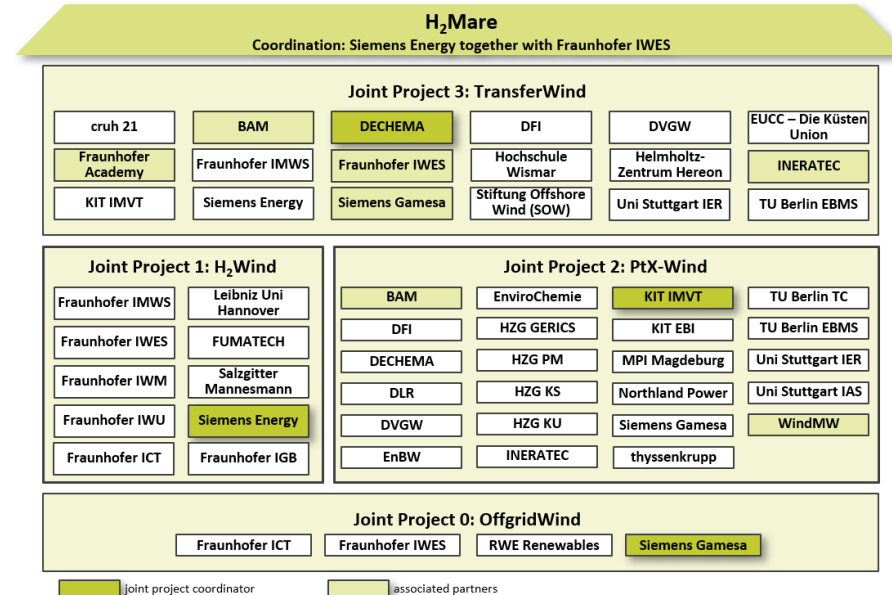 H₂Mare
Coordination: Siemens Energy together with Fraunhofer IWES
Joint Project 3: TransferWind
cruh 21
BAM
DECHEMA
DFI
DVGW
EUCC – Die Küsten
Union
Fraunhofer
Academy
Fraunhofer IMWS
Fraunhofer IWES
Hochschule
Wismar
Helmholtz-
Zentrum Hereon
INERATEC
KIT IMVT
Siemens Energy
Siemens Gamesa
Stiftung Offshore
Wind (SOW)
Uni Stuttgart IER
TU Berlin EBMS
Joint Project 1: H₂Wind
Fraunhofer IMWS
Leibniz Uni
Hannover
Fraunhofer IWES
FUMATECH
Fraunhofer IWM
Salzgitter
Mannesmann
Fraunhofer IWU
Siemens Energy
Fraunhofer ICT
Fraunhofer IGB
Joint Project 2: PtX-Wind
BAM
EnviroChemie
KIT IMVT
TU Berlin TC
DFI
HZG GERICS
KIT EBI
TU Berlin EBMS
DECHEMA
HZG PM
MPI Magdeburg
Uni Stuttgart IER
DLR
HZG KS
Northland Power
Uni Stuttgart IAS
DVGW
HZG KU
Siemens Gamesa
WindMW
EnBW
INERATEC
thyssenkrupp
Joint Project 0: OffgridWind
Fraunhofer ICT
Fraunhofer IWES
RWE Renewables
Siemens Gamesa
joint project coordinator
associated partners